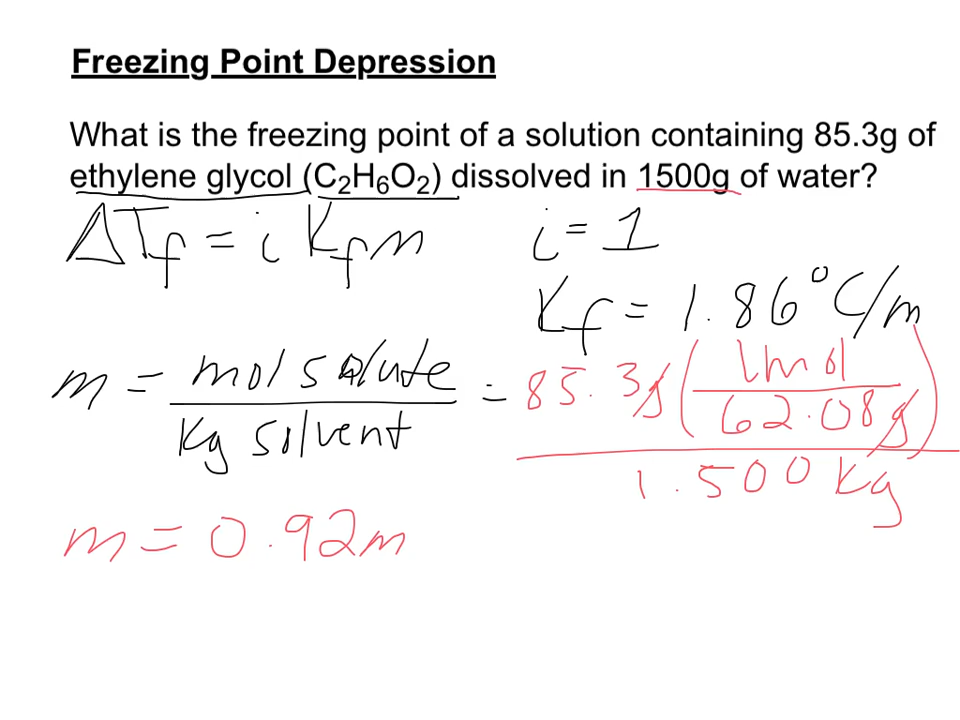 Freezing Point Depression
What is the freezing point of a solution containing 85.3g of
ethylene glycol (C₂H₆O₂) dissolved in 1500g of water?
ΔTf = i Kf m
i = 1
Kf = 1.86°C/m
m = mol solute / Kg solvent = 85.3g (1mol / 62.08g) / 1.500 kg
m = 0.92m